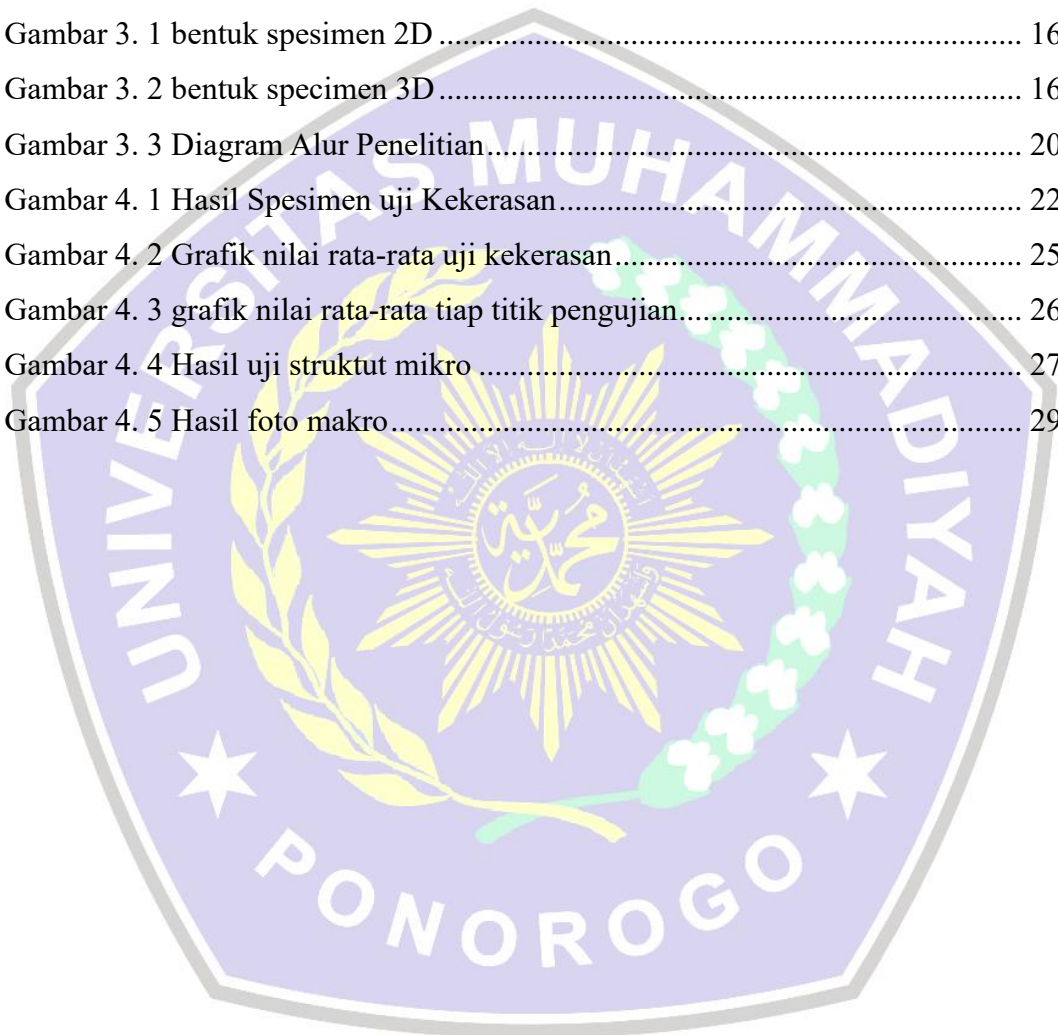 Gambar 3. 1 bentuk spesimen 2D ........................................................................... 16
Gambar 3. 2 bentuk specimen 3D ........................................................................... 16
Gambar 3. 3 Diagram Alur Penelitian ..................................................................... 20
Gambar 4. 1 Hasil Spesimen uji Kekerasan ............................................................ 22
Gambar 4. 2 Grafik nilai rata-rata uji kekerasan ..................................................... 25
Gambar 4. 3 grafik nilai rata-rata tiap titik pengujian .............................................. 26
Gambar 4. 4 Hasil uji struktut mikro ....................................................................... 27
Gambar 4. 5 Hasil foto makro ................................................................................. 29
UNIVERSITAS MUHAMMADIYAH
PONOROGO
محمدية